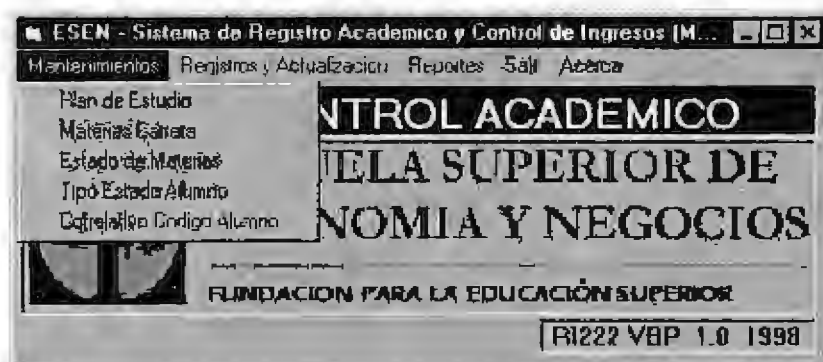 ESEN - Sistema de Registro Academico y Control de Ingresos [M...
Mantenimientos Registros y Actualizacion Reportes Salir Acerca
Plan de Estudio
Materias Carrera
Estado de Materias
Tipo Estado Alumno
Correlativo Codigo Alumno
NTROL ACADEMICO
ELA SUPERIOR DE
NOMIA Y NEGOCIOS
FUNDACION PARA LA EDUCACIÓN SUPERIOR
RI222 VBP 1.0 1998